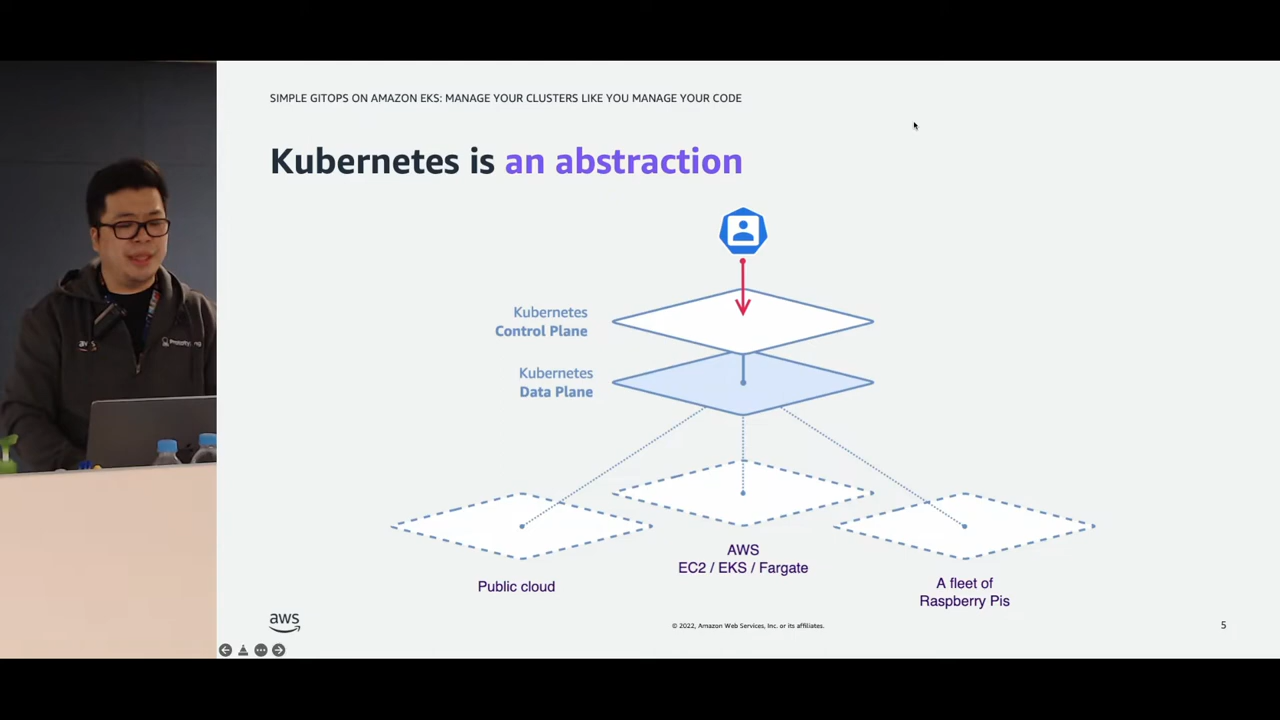 SIMPLE GITOPS ON AMAZON EKS: MANAGE YOUR CLUSTERS LIKE YOU MANAGE YOUR CODE
Kubernetes is an abstraction
Kubernetes
Control Plane
Kubernetes
Data Plane
Public cloud
AWS
EC2 / EKS / Fargate
A fleet of
Raspberry Pis
aws
© 2022, Amazon Web Services, Inc. or its affiliates.
5
aws